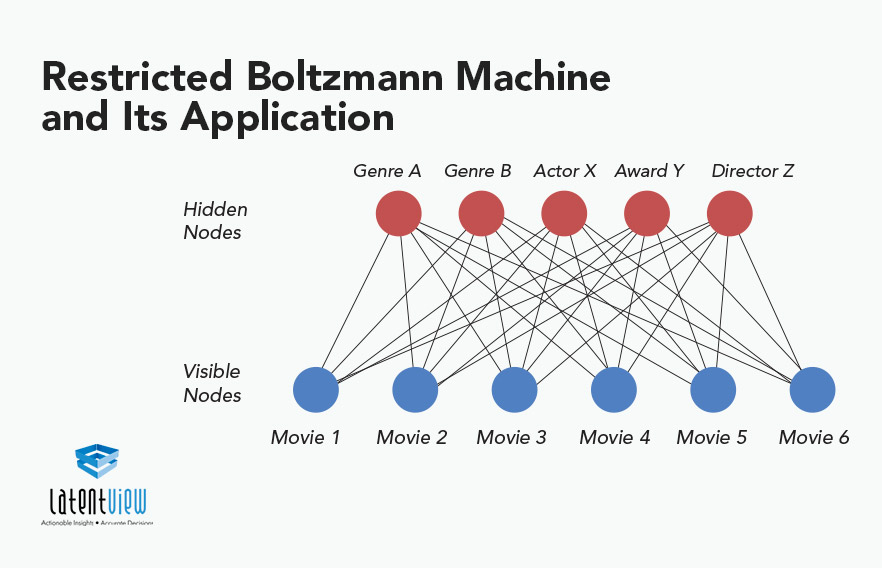 Restricted Boltzmann Machine
and Its Application
Genre A Genre B Actor X Award Y Director Z
Hidden
Nodes
Visible
Nodes
Movie 1 Movie 2 Movie 3 Movie 4 Movie 5 Movie 6
LatentView
Actionable Insights • Accurate Decisions